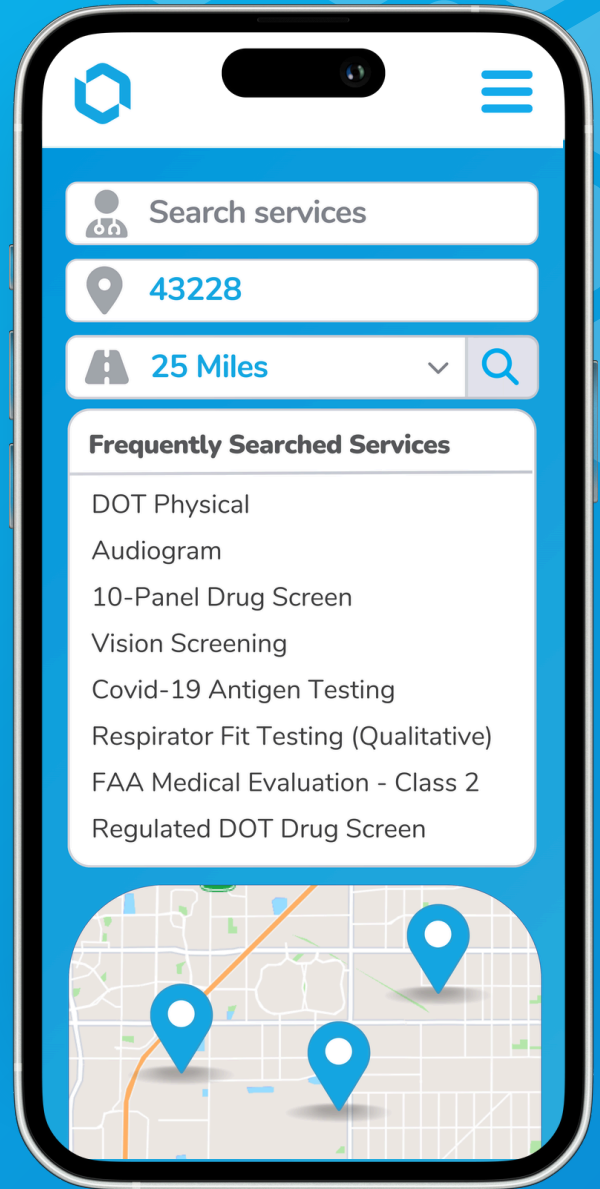 Search services
43228
25 Miles
Frequently Searched Services
DOT Physical
Audiogram
10-Panel Drug Screen
Vision Screening
Covid-19 Antigen Testing
Respirator Fit Testing (Qualitative)
FAA Medical Evaluation - Class 2
Regulated DOT Drug Screen